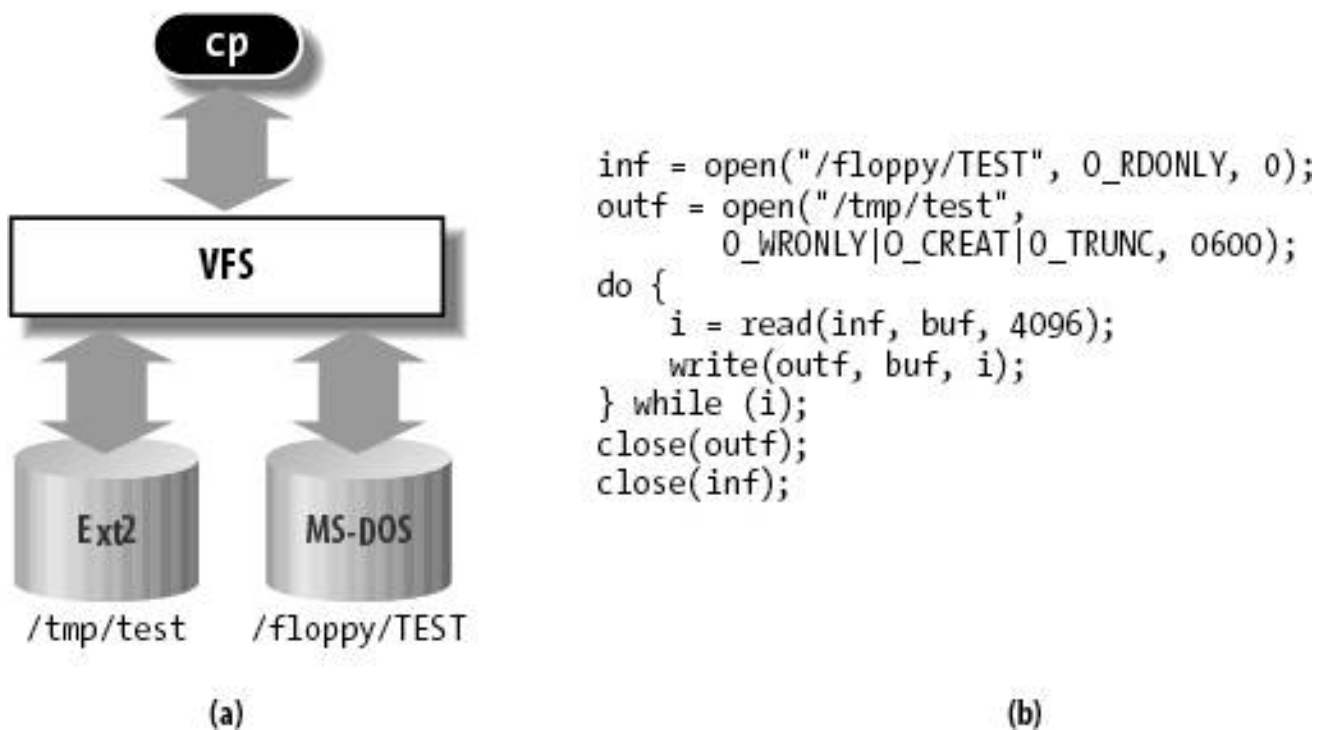 cp
VFS
Ext2
MS-DOS
/tmp/test
/floppy/TEST
(a)
inf = open("/floppy/TEST", O_RDONLY, 0);
outf = open("/tmp/test",
        O_WRONLY|O_CREAT|O_TRUNC, 0600);
do {
    i = read(inf, buf, 4096);
    write(outf, buf, i);
} while (i);
close(outf);
close(inf);
(b)